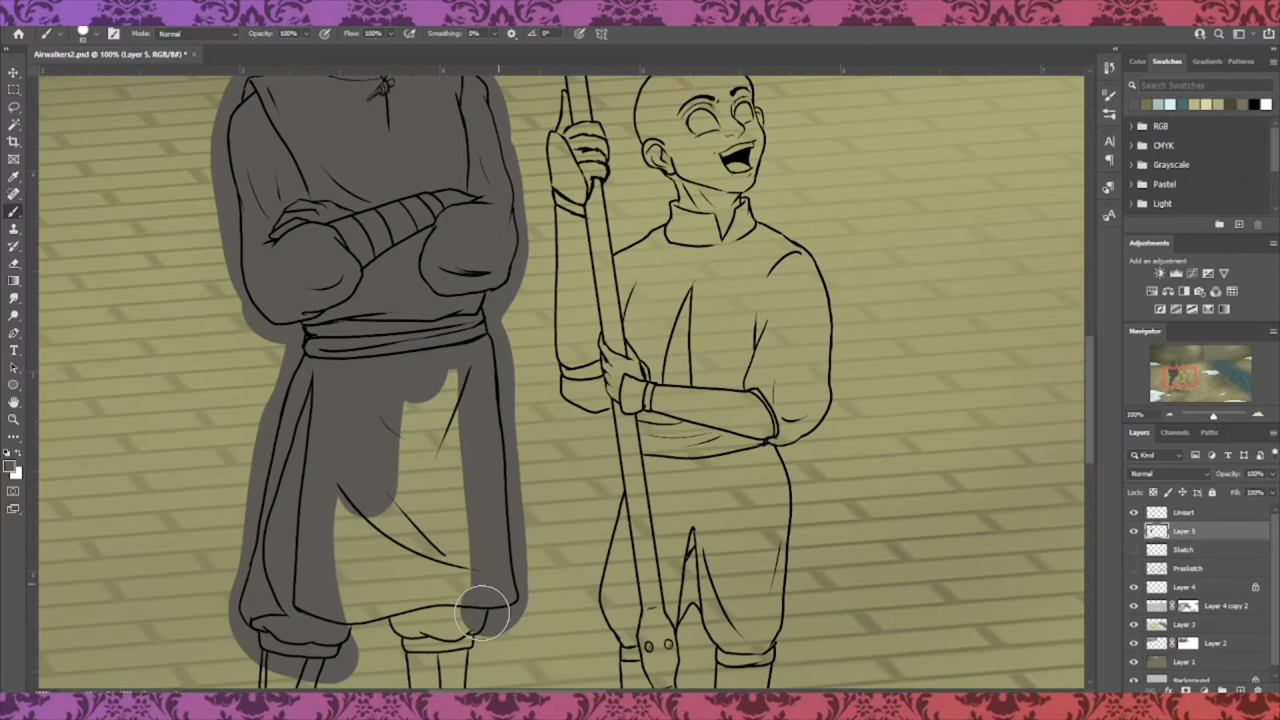 Mode: Normal Opacity: 100% Flow: 100% Smoothing: 0% 0°
Airwalkers2.psd @ 100% (Layer 5, RGB/8#) *
Color Swatches Gradients Patterns
Search Swatches
RGB
CMYK
Grayscale
Pastel
Light
Adjustments
Add an adjustment
Navigator
100%
Layers Channels Paths
Kind
Normal Opacity: 100%
Lock: Fill: 100%
Lineart
Layer 5
Sketch
Presketch
Layer 4
Layer 4 copy 2
Layer 3
Layer 2
Layer 1
Background